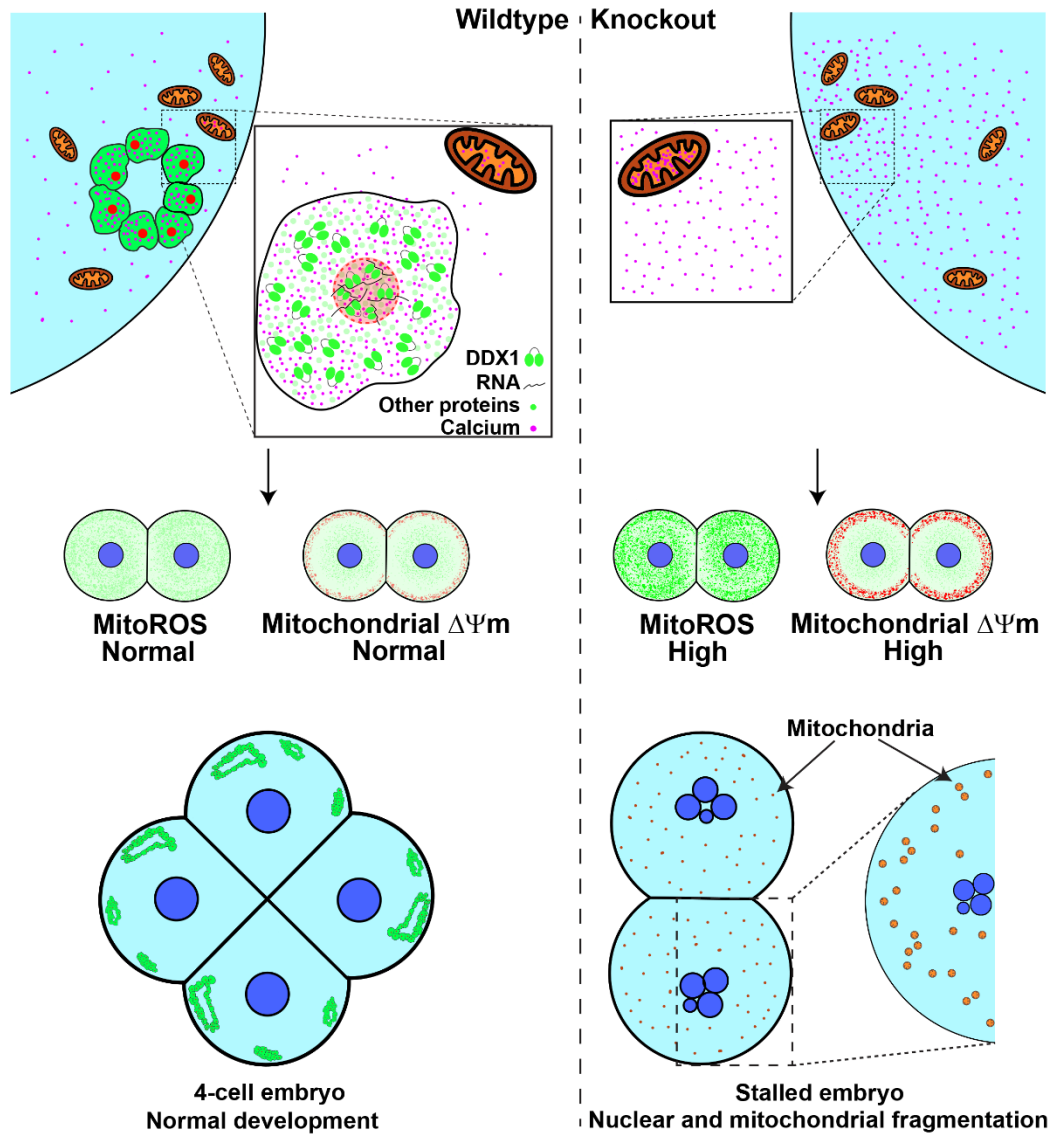 Wildtype
Knockout
DDX1
RNA
Other proteins
Calcium
MitoROS
Normal
Mitochondrial ΔΨm
Normal
MitoROS
High
Mitochondrial ΔΨm
High
4-cell embryo
Normal development
Mitochondria
Stalled embryo
Nuclear and mitochondrial fragmentation